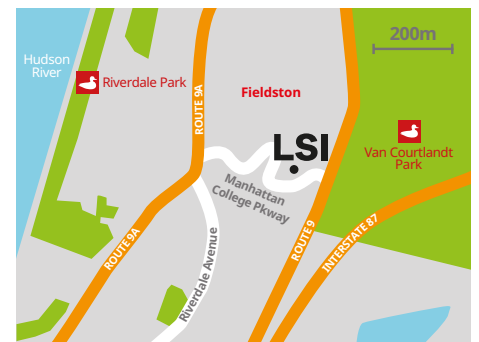 200m
Hudson
River
Riverdale Park
ROUTE 9A
Fieldston
LSI
Van Courtlandt
Park
Manhattan
College Pkwy
ROUTE 9A
Riverdale Avenue
ROUTE 9
INTERSTATE 87